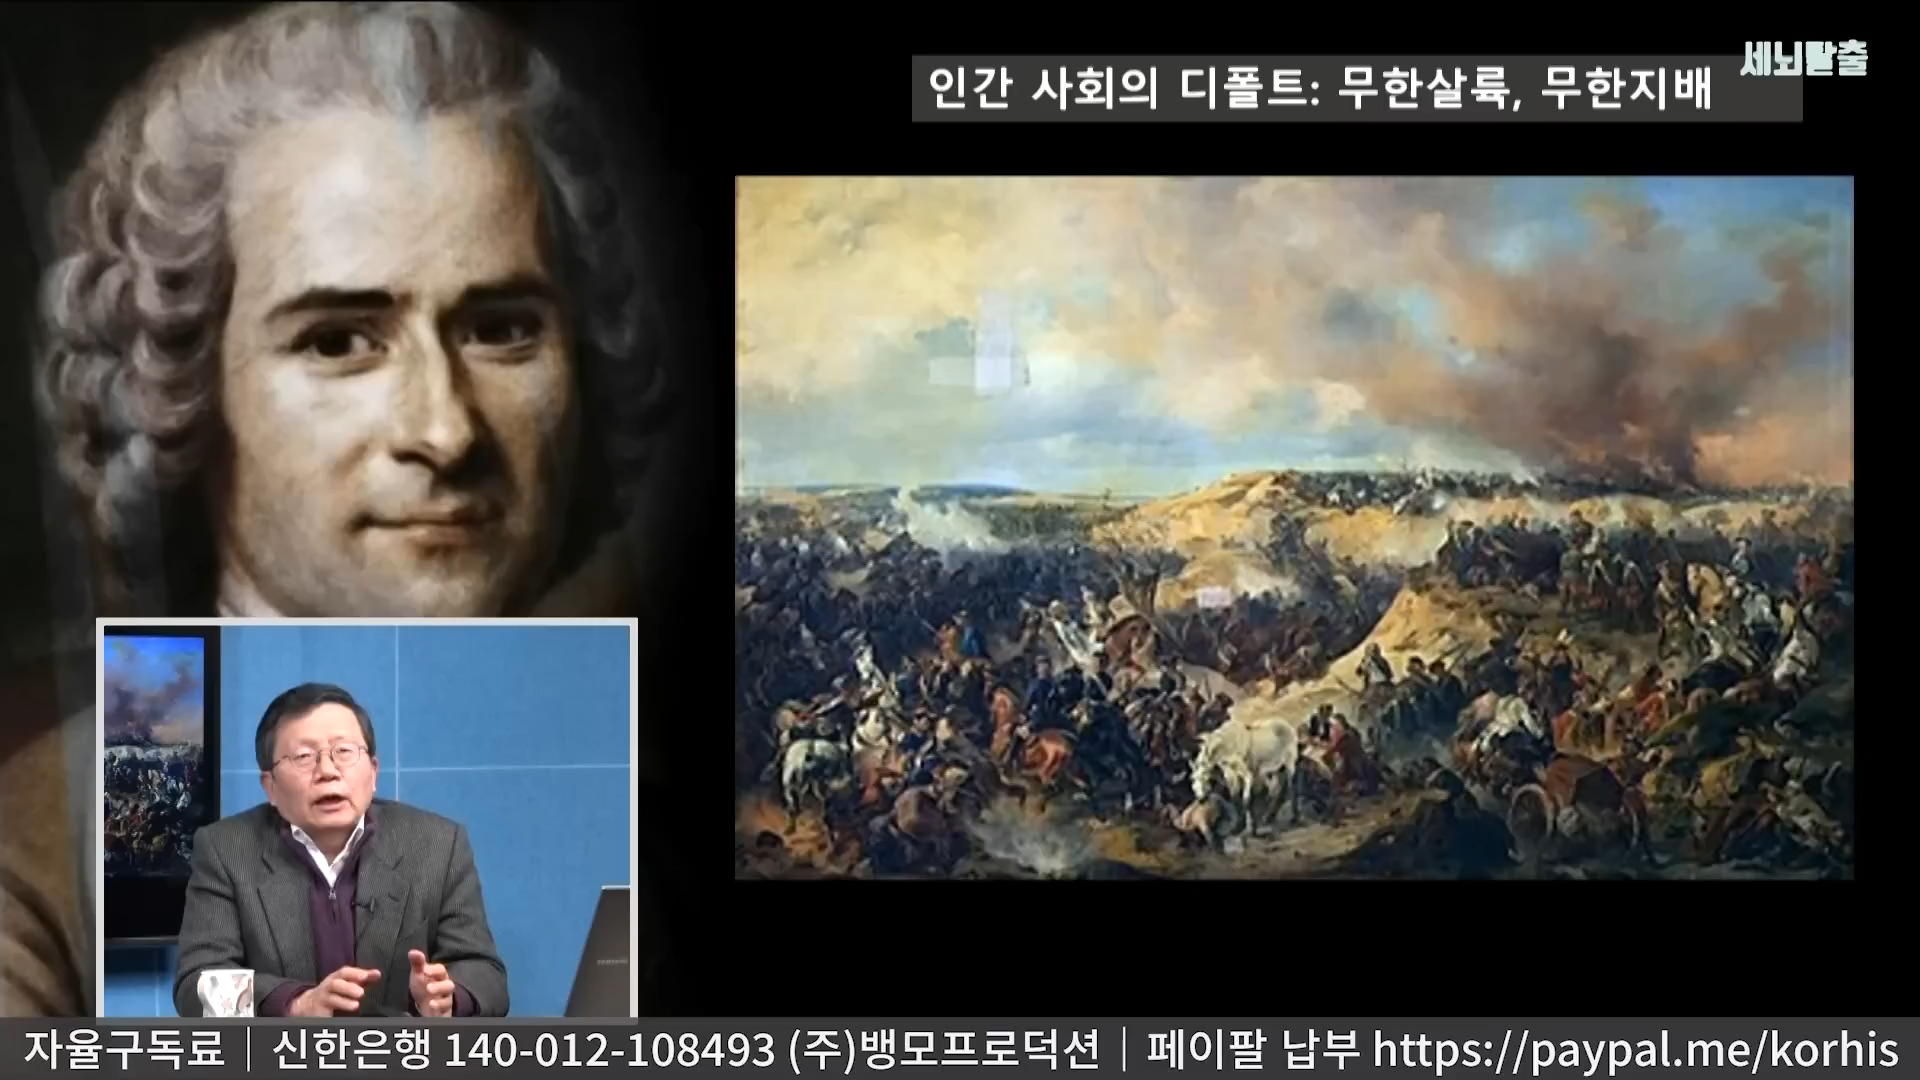 세뇌탈출
인간 사회의 디폴트: 무한살륙, 무한지배
자율구독료｜신한은행 140-012-108493 (주)뱅모프로덕션｜페이팔 납부 https://paypal.me/korhis